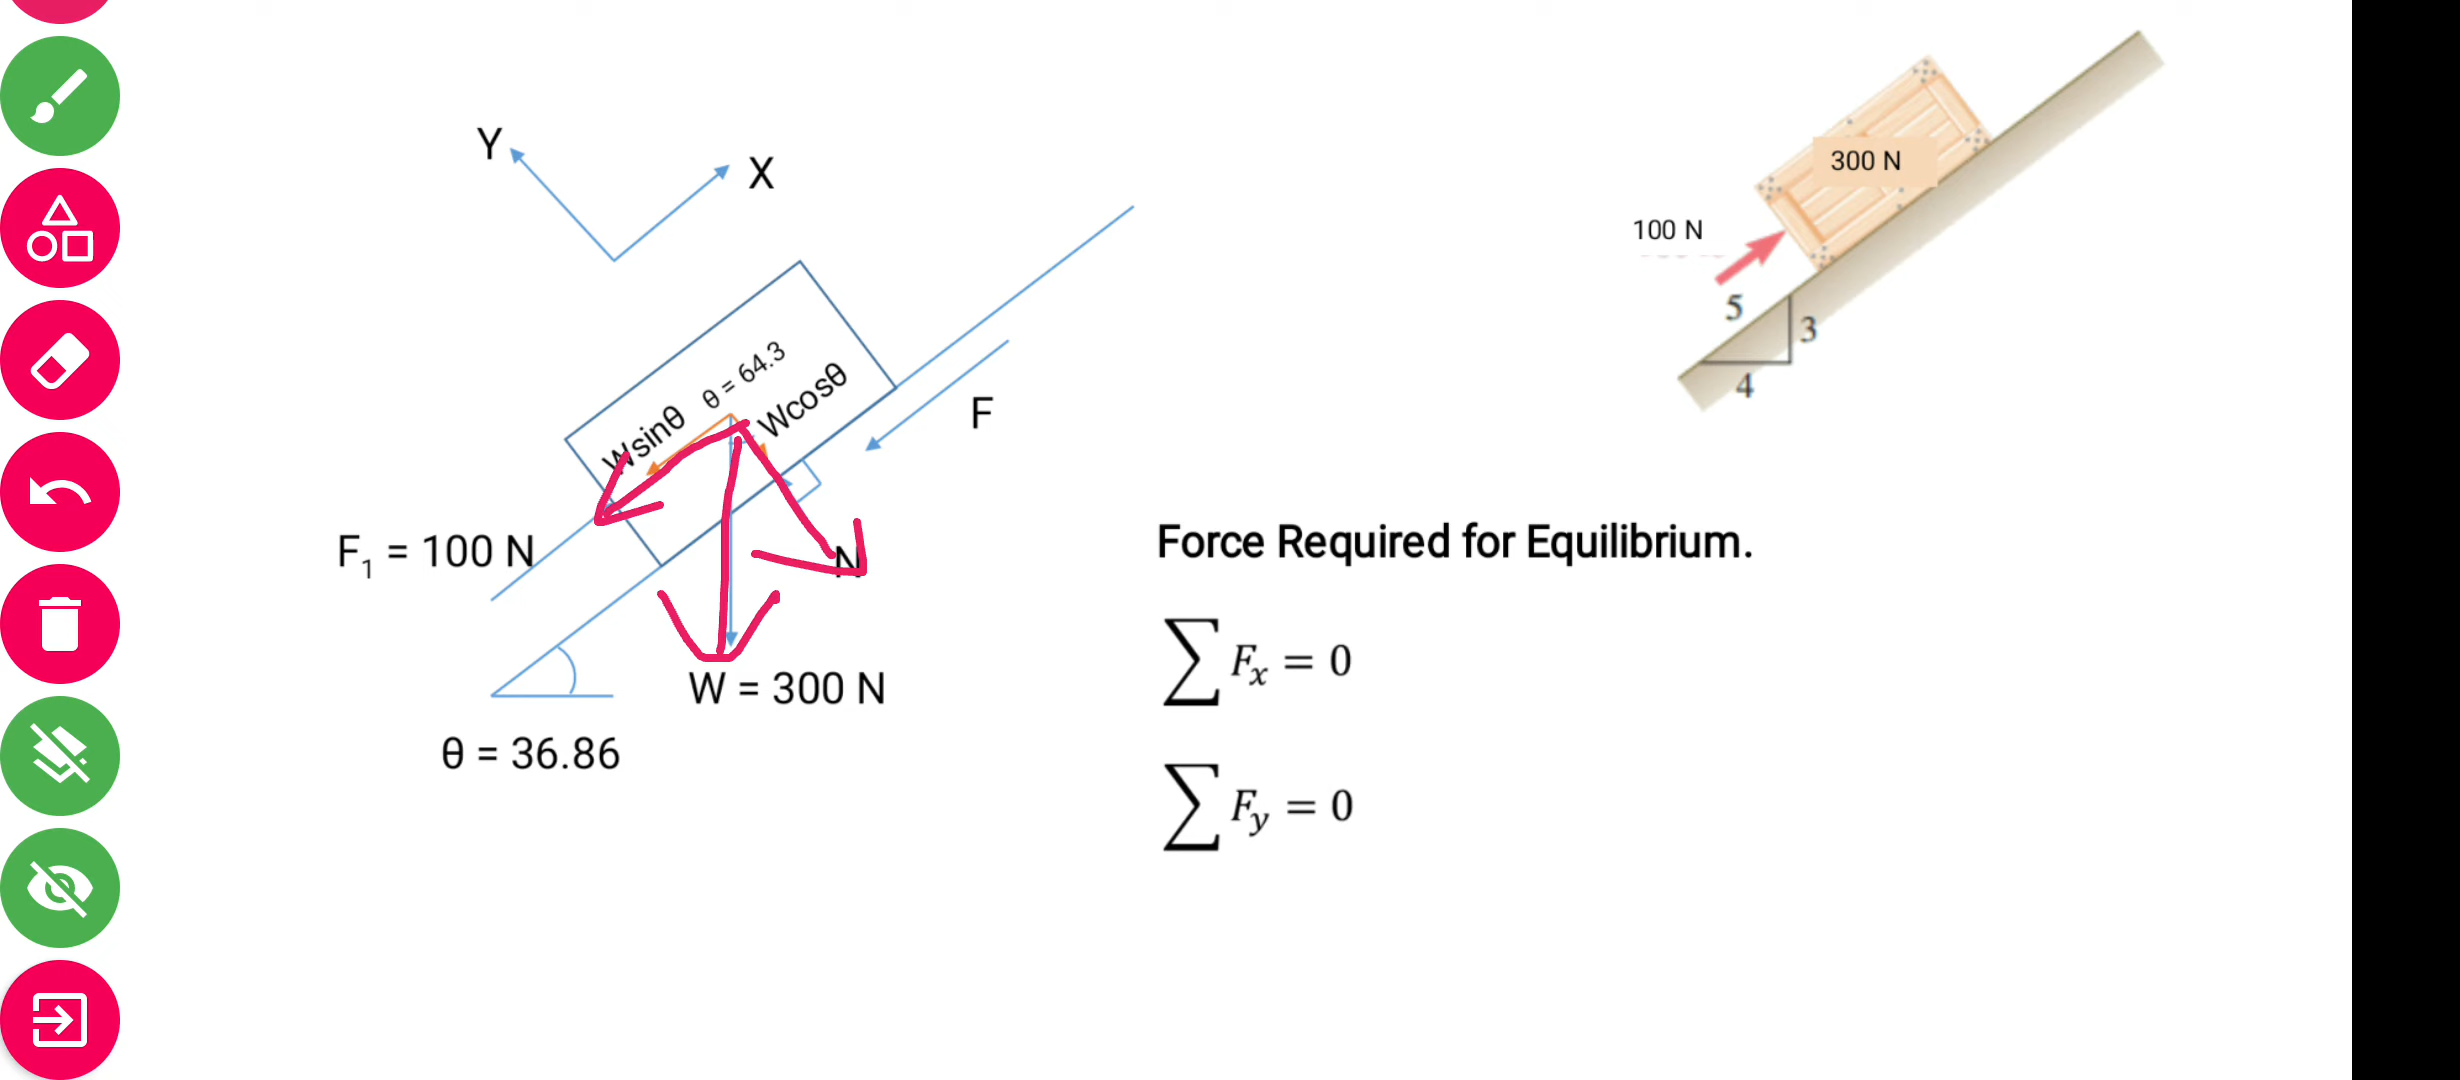 Y
X
300 N
100 N
5
3
4
θ = 64.3
Wsinθ
Wcosθ
F
F₁ = 100 N
N
Force Required for Equilibrium.
∑ Fₓ = 0
W = 300 N
θ = 36.86
∑ Fᵧ = 0